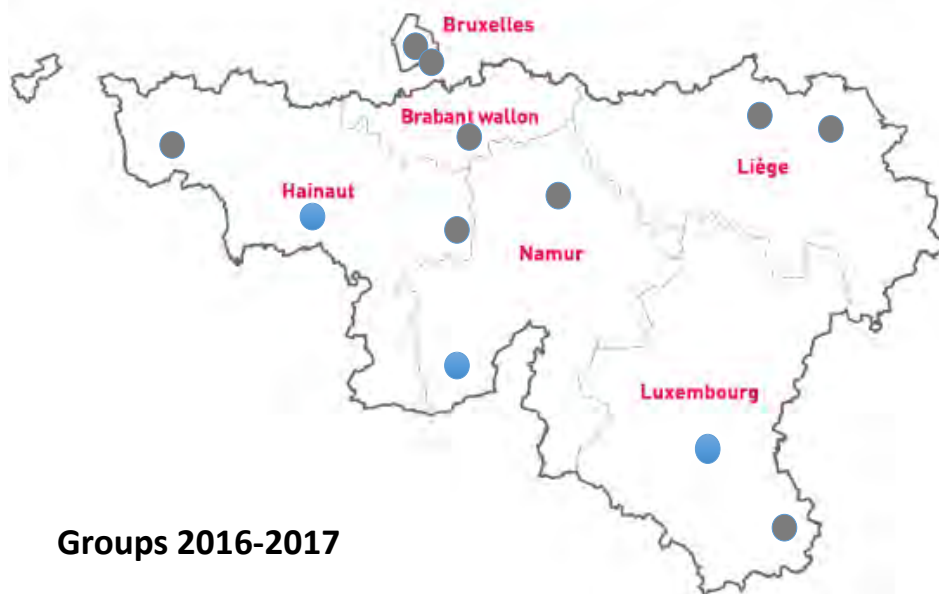 Bruxelles
Brabant wallon
Liège
Hainaut
Namur
Luxembourg
Groups 2016-2017